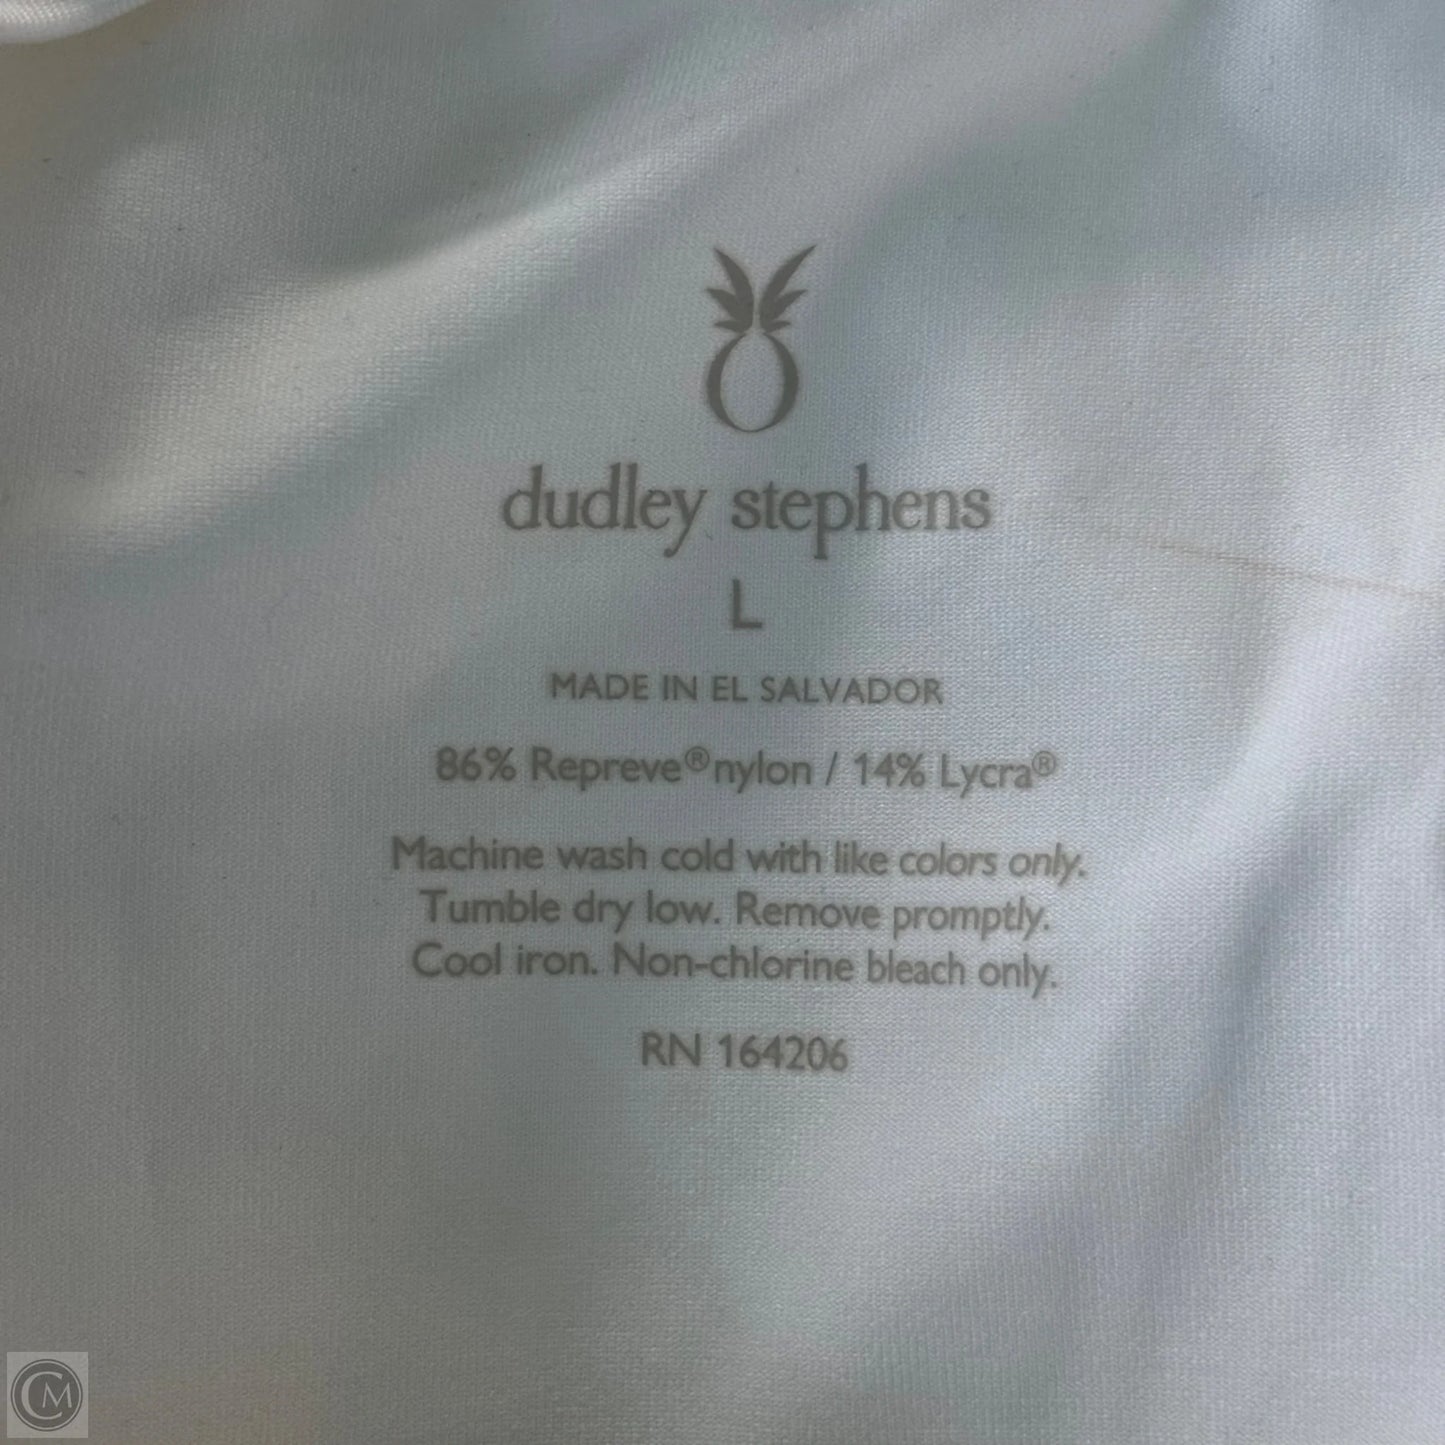 dudley stephens
L
MADE IN EL SALVADOR
86% Repreve® nylon / 14% Lycra®
Machine wash cold with like colors only.
Tumble dry low. Remove promptly.
Cool iron. Non-chlorine bleach only.
RN 164206
CM